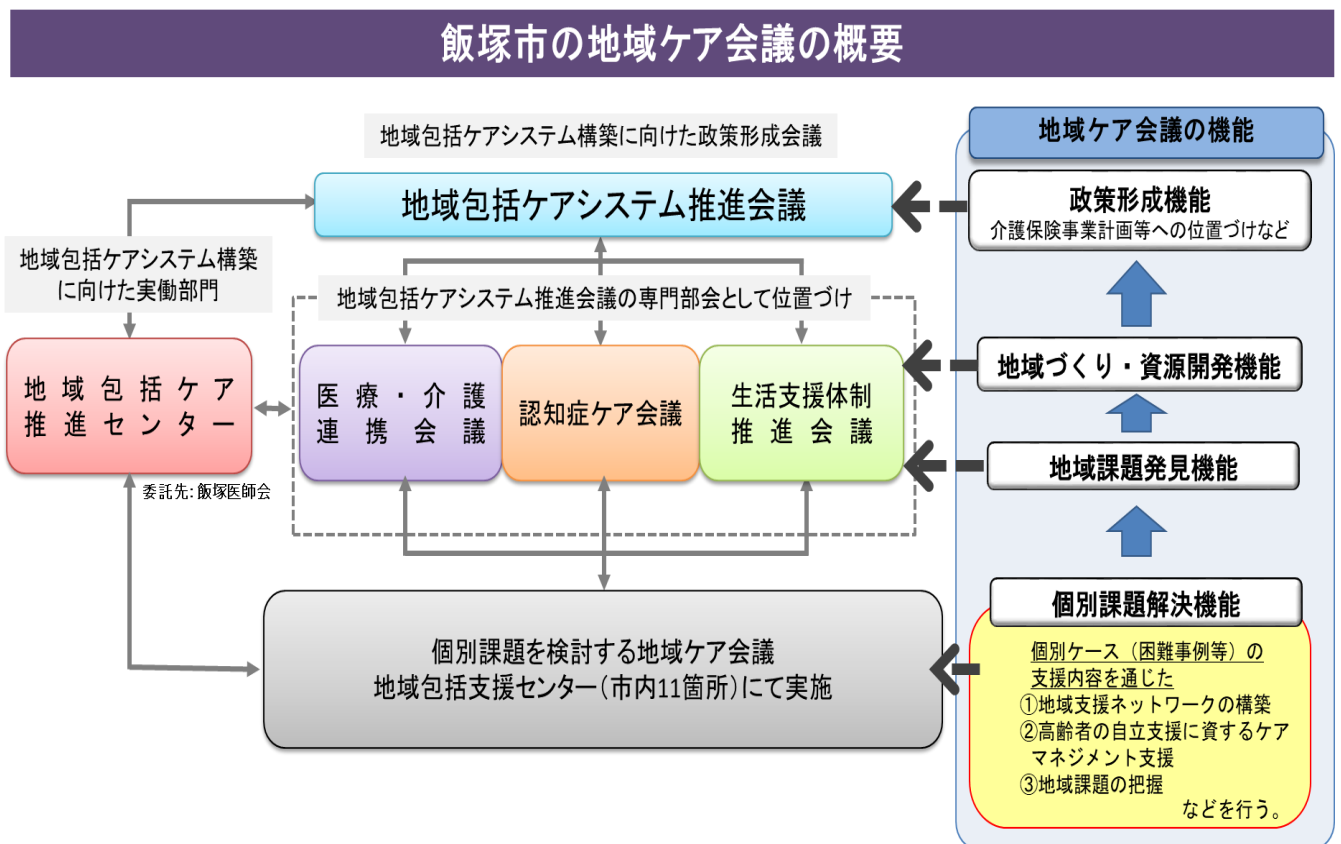 飯塚市の地域ケア会議の概要
地域包括ケアシステム構築に向けた政策形成会議
地域包括ケアシステム推進会議
地域包括ケアシステム構築
に向けた実働部門
地域包括ケアシステム推進会議の専門部会として位置づけ
地域包括ケア
推進センター
委託先：飯塚医師会
医療・介護
連携会議
認知症ケア会議
生活支援体制
推進会議
個別課題を検討する地域ケア会議
地域包括支援センター（市内11箇所）にて実施
地域ケア会議の機能
政策形成機能
介護保険事業計画等への位置づけなど
地域づくり・資源開発機能
地域課題発見機能
個別課題解決機能
個別ケース（困難事例等）の
支援内容を通じた
①地域支援ネットワークの構築
②高齢者の自立支援に資するケア
マネジメント支援
③地域課題の把握
などを行う。